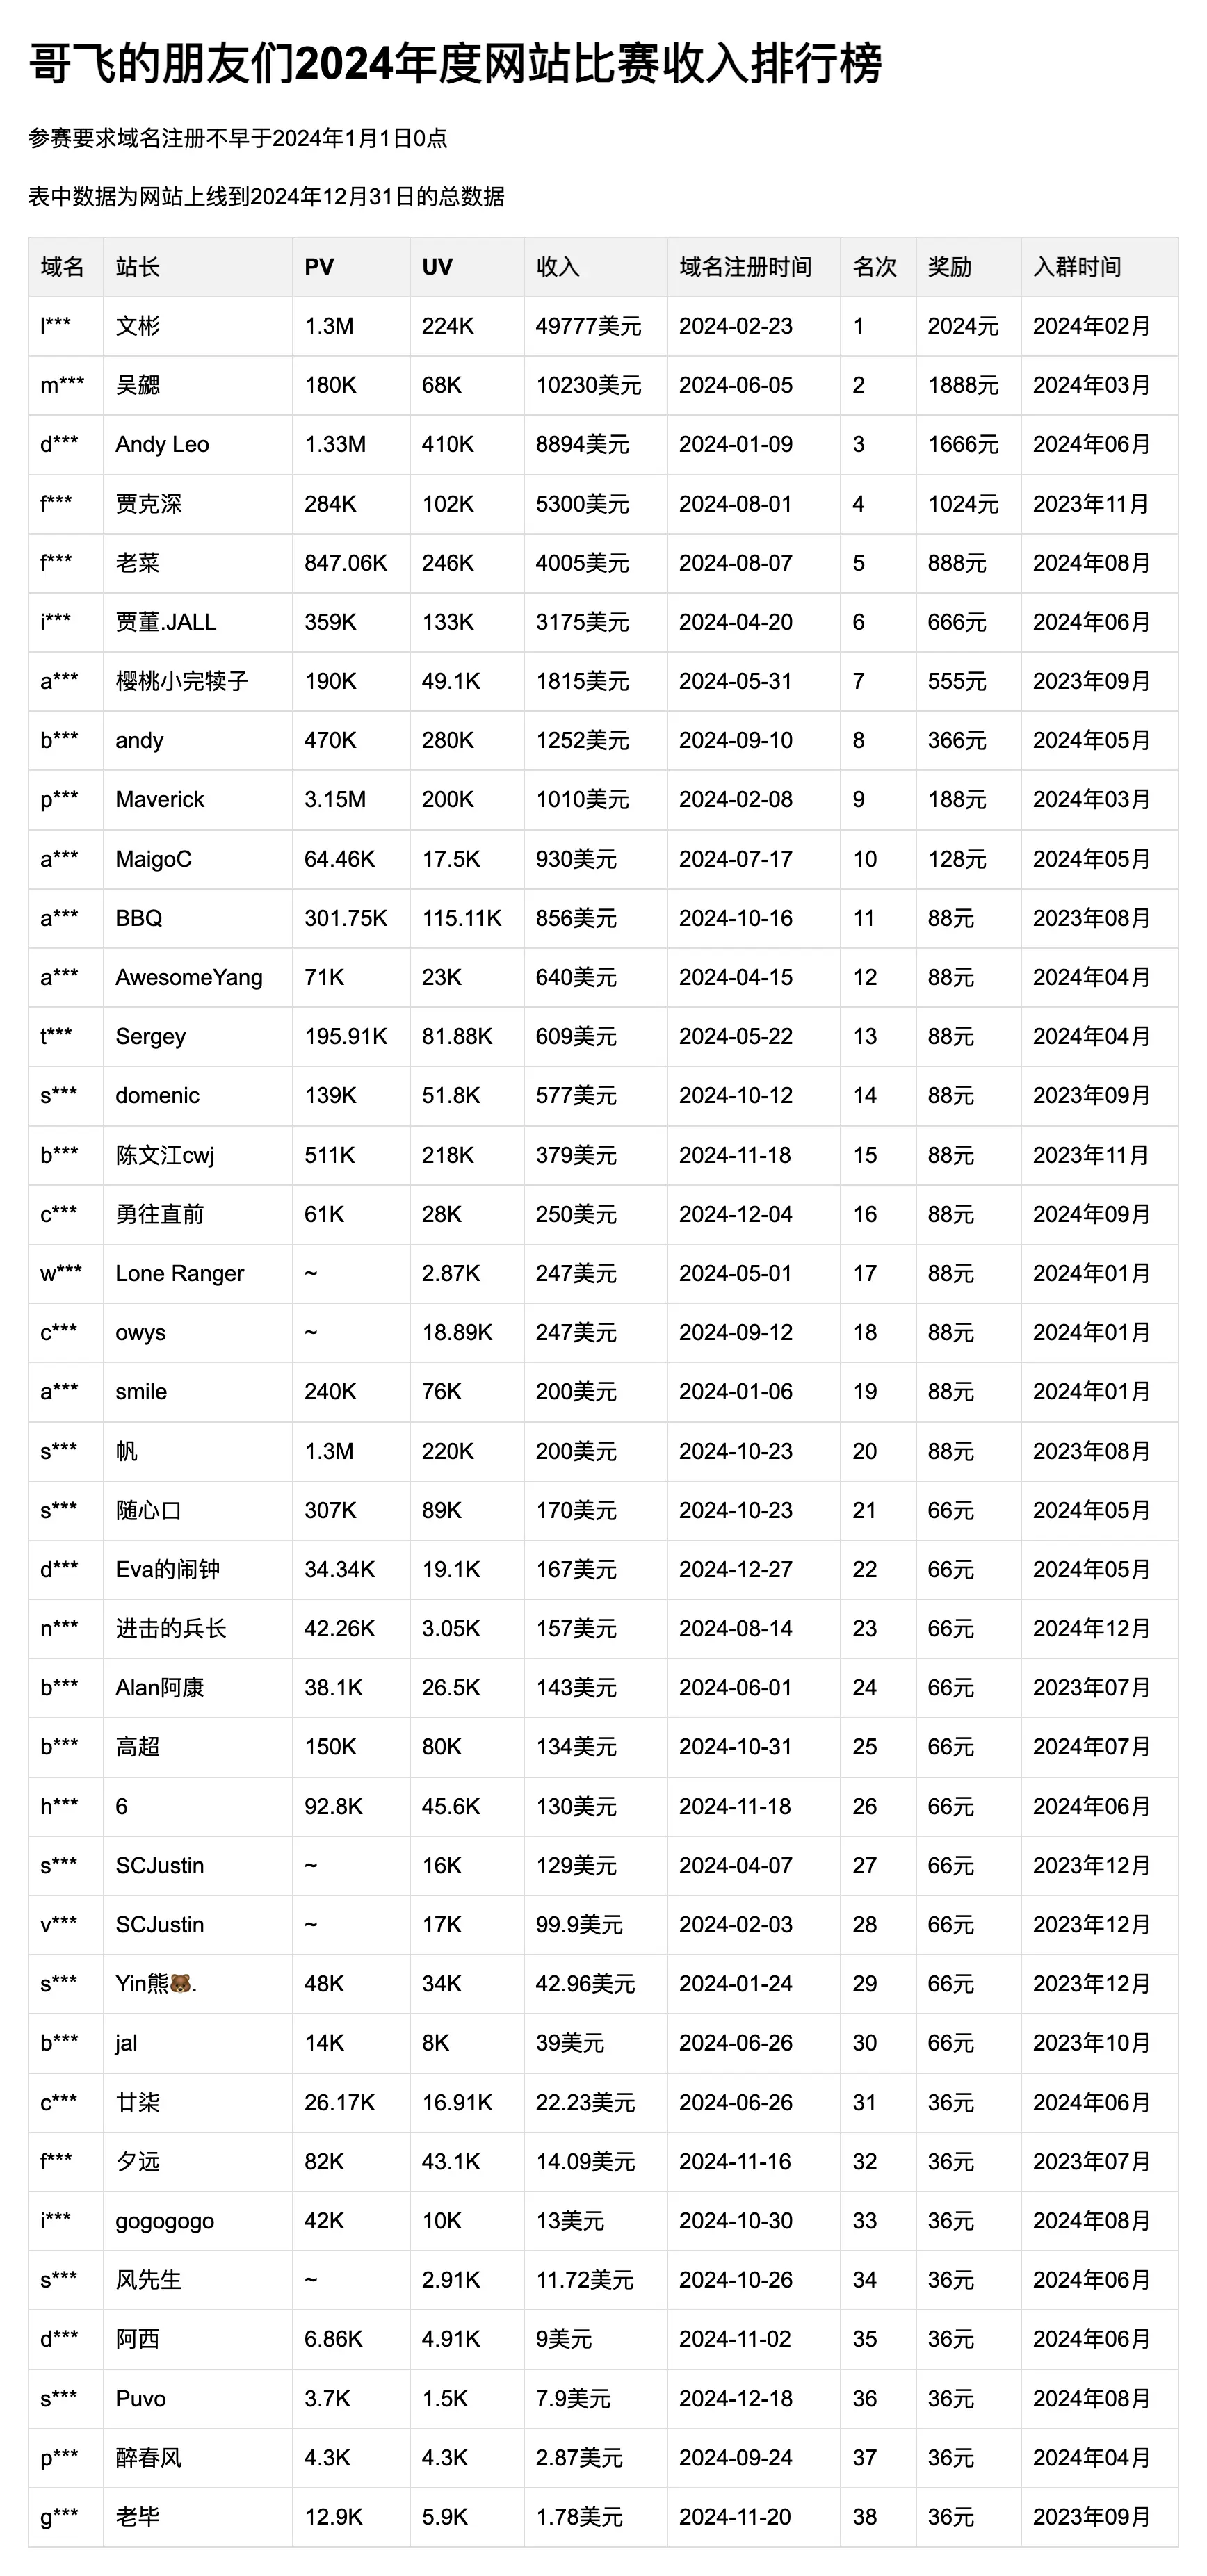 哥飞的朋友们2024年度网站比赛收入排行榜
参赛要求域名注册不早于2024年1月1日0点
表中数据为网站上线到2024年12月31日的总数据
域名 站长 PV UV 收入 域名注册时间 名次 奖励 入群时间
l*** 文彬 1.3M 224K 49777美元 2024-02-23 1 2024元 2024年02月
m*** 吴勰 180K 68K 10230美元 2024-06-05 2 1888元 2024年03月
d*** Andy Leo 1.33M 410K 8894美元 2024-01-09 3 1666元 2024年06月
f*** 贾克深 284K 102K 5300美元 2024-08-01 4 1024元 2023年11月
f*** 老菜 847.06K 246K 4005美元 2024-08-07 5 888元 2024年08月
i*** 贾董.JALL 359K 133K 3175美元 2024-04-20 6 666元 2024年06月
a*** 樱桃小完犊子 190K 49.1K 1815美元 2024-05-31 7 555元 2023年09月
b*** andy 470K 280K 1252美元 2024-09-10 8 366元 2024年05月
p*** Maverick 3.15M 200K 1010美元 2024-02-08 9 188元 2024年03月
a*** MaigoC 64.46K 17.5K 930美元 2024-07-17 10 128元 2024年05月
a*** BBQ 301.75K 115.11K 856美元 2024-10-16 11 88元 2023年08月
a*** AwesomeYang 71K 23K 640美元 2024-04-15 12 88元 2024年04月
t*** Sergey 195.91K 81.88K 609美元 2024-05-22 13 88元 2024年04月
s*** domenic 139K 51.8K 577美元 2024-10-12 14 88元 2023年09月
b*** 陈文江cwj 511K 218K 379美元 2024-11-18 15 88元 2023年11月
c*** 勇往直前 61K 28K 250美元 2024-12-04 16 88元 2024年09月
w*** Lone Ranger ~ 2.87K 247美元 2024-05-01 17 88元 2024年01月
c*** owys ~ 18.89K 247美元 2024-09-12 18 88元 2024年01月
a*** smile 240K 76K 200美元 2024-01-06 19 88元 2024年01月
s*** 帆 1.3M 220K 200美元 2024-10-23 20 88元 2023年08月
s*** 随心口 307K 89K 170美元 2024-10-23 21 66元 2024年05月
d*** Eva的闹钟 34.34K 19.1K 167美元 2024-12-27 22 66元 2024年05月
n*** 进击的兵长 42.26K 3.05K 157美元 2024-08-14 23 66元 2024年12月
b*** Alan阿康 38.1K 26.5K 143美元 2024-06-01 24 66元 2023年07月
b*** 高超 150K 80K 134美元 2024-10-31 25 66元 2024年07月
h*** 6 92.8K 45.6K 130美元 2024-11-18 26 66元 2024年06月
s*** SCJustin ~ 16K 129美元 2024-04-07 27 66元 2023年12月
v*** SCJustin ~ 17K 99.9美元 2024-02-03 28 66元 2023年12月
s*** Yin熊🐻. 48K 34K 42.96美元 2024-01-24 29 66元 2023年12月
b*** jal 14K 8K 39美元 2024-06-26 30 66元 2023年10月
c*** 廿柒 26.17K 16.91K 22.23美元 2024-06-26 31 36元 2024年06月
f*** 夕远 82K 43.1K 14.09美元 2024-11-16 32 36元 2023年07月
i*** gogogogo 42K 10K 13美元 2024-10-30 33 36元 2024年08月
s*** 风先生 ~ 2.91K 11.72美元 2024-10-26 34 36元 2024年06月
d*** 阿西 6.86K 4.91K 9美元 2024-11-02 35 36元 2024年06月
s*** Puvo 3.7K 1.5K 7.9美元 2024-12-18 36 36元 2024年08月
p*** 醉春风 4.3K 4.3K 2.87美元 2024-09-24 37 36元 2024年04月
g*** 老毕 12.9K 5.9K 1.78美元 2024-11-20 38 36元 2023年09月